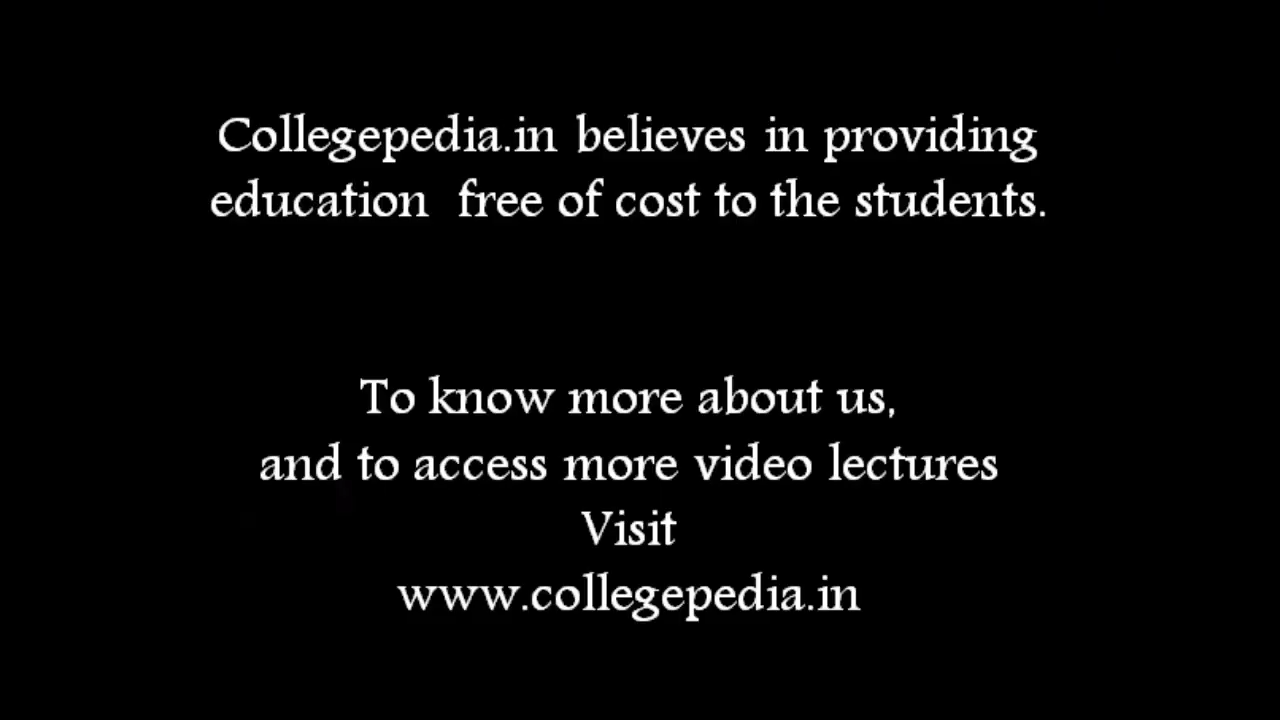 Collegepedia.in believes in providing
education free of cost to the students.
To know more about us,
and to access more video lectures
Visit
www.collegepedia.in